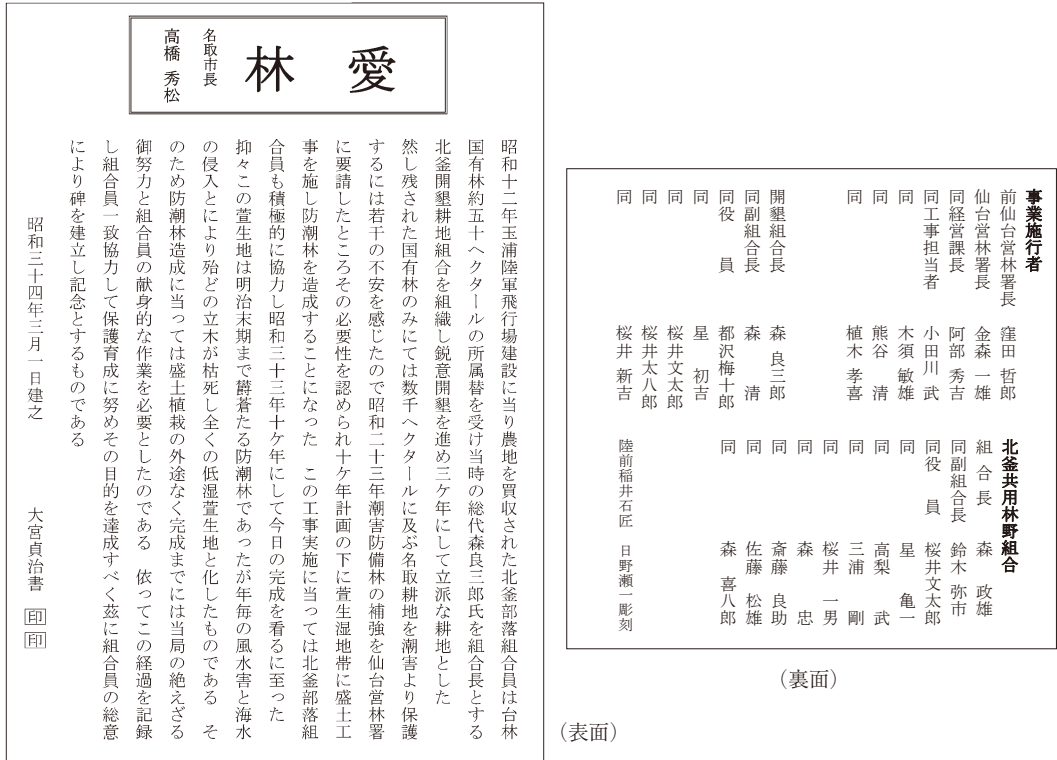 愛林
名取市長
高橋 秀松
昭和十二年玉浦陸軍飛行場建設に当り農地を買収された北釜部落組合員は台林
国有林約五十ヘクタールの所属替を受け当時の総代森良三郎氏を組合長とする
北釜開墾耕地組合を組織し鋭意開墾を進め三ケ年にして立派な耕地とした
然し残された国有林のみにては数千ヘクタールに及ぶ名取耕地を潮害より保護
するには若干の不安を感じたので昭和二十三年潮害防備林の補強を仙台営林署
に要請したところその必要性を認められ十ケ年計画の下に萱生湿地帯に盛土工
事を施し防潮林を造成することになった この工事実施に当っては北釜部落組
合員も積極的に協力し昭和三十三年十ケ年にして今日の完成を看るに至った
抑々この萱生地は明治末期まで欝蒼たる防潮林であったが年毎の風水害と海水
の侵入とにより殆どの立木が枯死し全くの低湿萱生地と化したものである そ
のため防潮林造成に当っては盛土植栽の外途なく完成までには当局の絶えざる
御努力と組合員の献身的な作業を必要としたのである 依ってこの経過を記録
し組合員一致協力して保護育成に努めその目的を達成すべく茲に組合員の総意
により碑を建立し記念とするものである
昭和三十四年三月一日建之 大宮貞治書 印 印
(表面)
事業施行者
前仙台営林署長 窪田 哲郎
仙台営林署長 金森 一雄
同経営課長 阿部 秀吉
同工事担当者 小田川 武
同 木須 敏雄
同 熊谷 清
同 植木 孝喜
開墾組合長 森 良三郎
同副組合長 森 清
同役員 都沢梅十郎
同 星 初吉
同 桜井文太郎
同 桜井太八郎
同 桜井 新吉
北釜共用林野組合
組合長 森 政雄
同副組合長 鈴木 弥市
同役員 桜井文太郎
同 星 亀一
同 高梨 武
同 三浦 剛
同 桜井 一男
同 森 忠
同 斎藤 良助
同 佐藤 松雄
同 森 喜八郎
陸前稲井石匠 日野瀬一彫刻
(裏面)